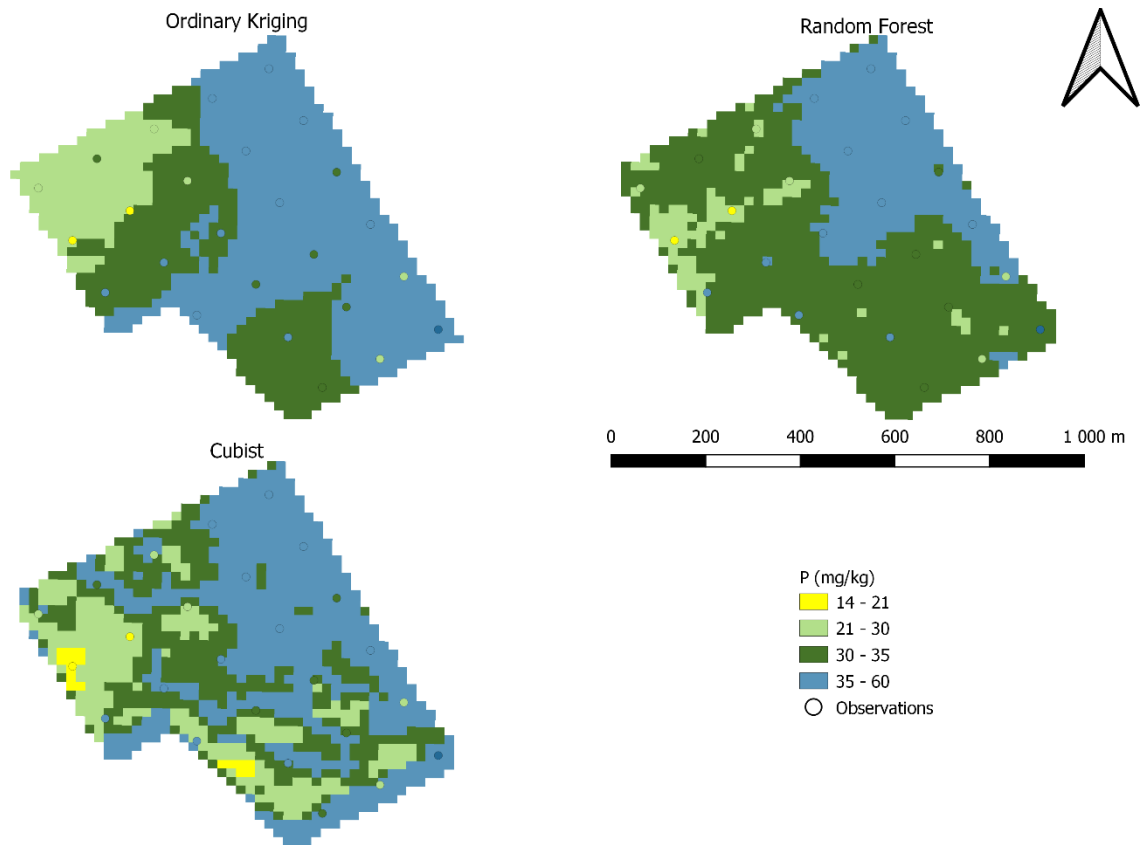 Ordinary Kriging
Random Forest
0 200 400 600 800 1 000 m
Cubist
P (mg/kg)
14 - 21
21 - 30
30 - 35
35 - 60
Observations